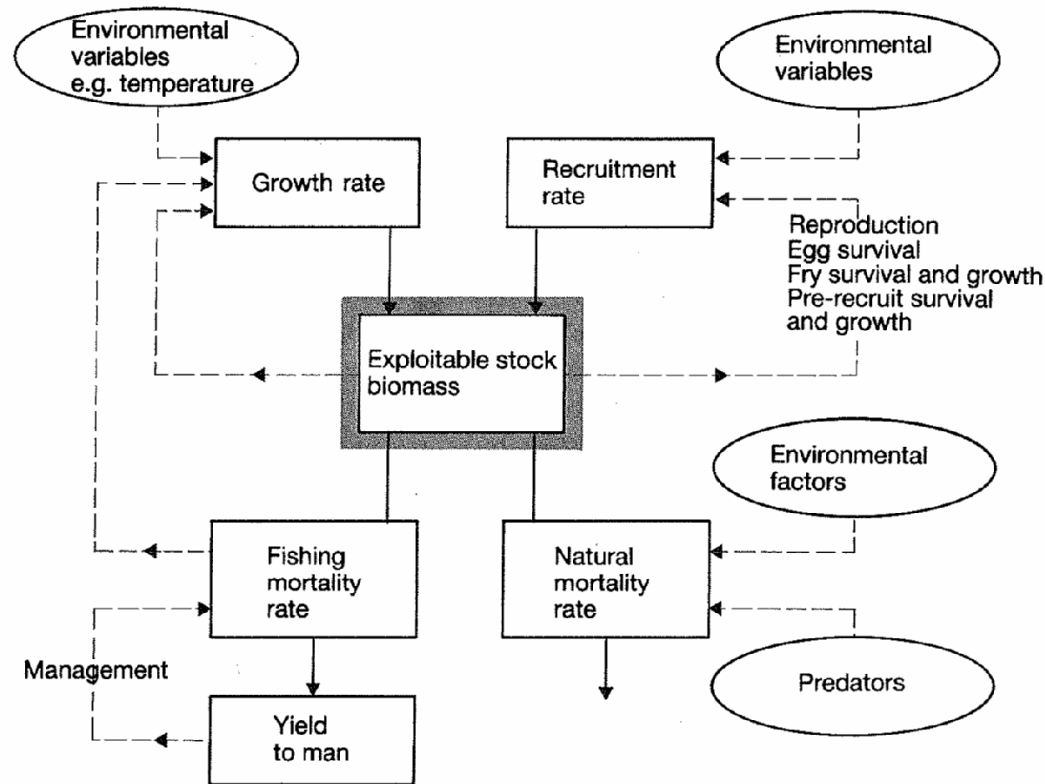 Environmental
variables
e.g. temperature
Environmental
variables
Growth rate
Recruitment
rate
Reproduction
Egg survival
Fry survival and growth
Pre-recruit survival
and growth
Exploitable stock
biomass
Environmental
factors
Fishing
mortality
rate
Natural
mortality
rate
Management
Predators
Yield
to man